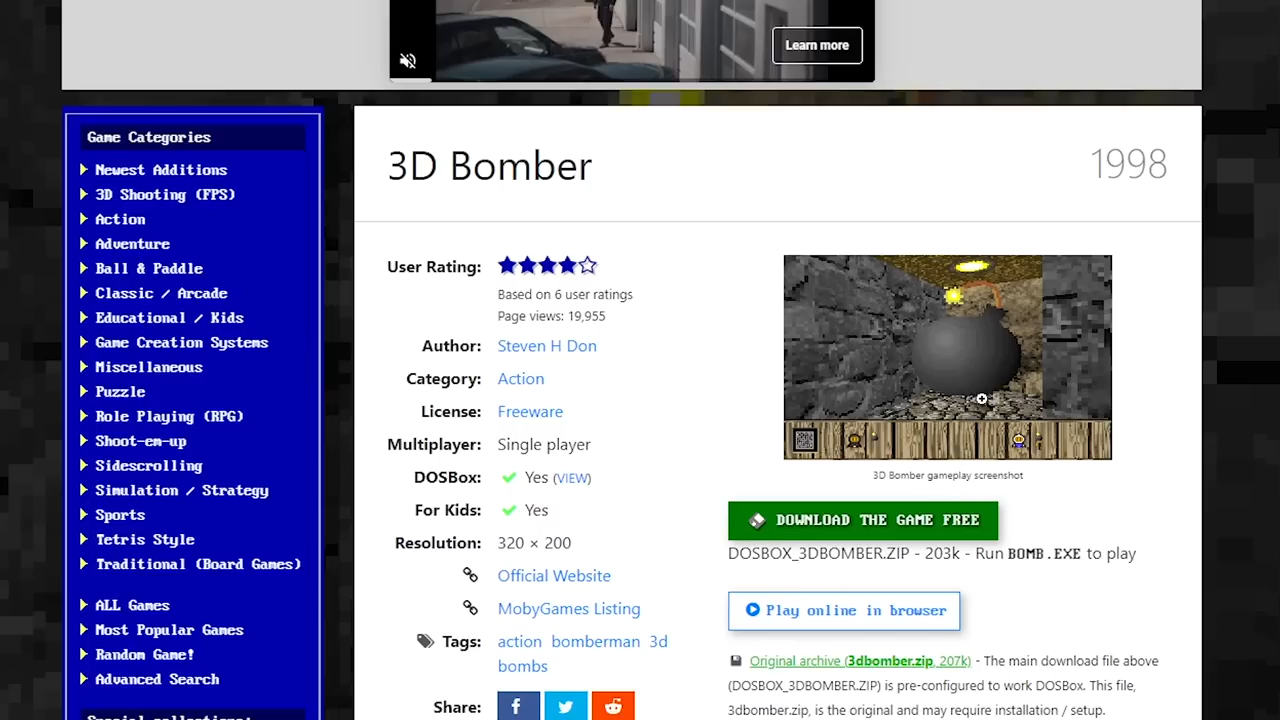 Learn more
Game Categories
Newest Additions
3D Shooting (FPS)
Action
Adventure
Ball & Paddle
Classic / Arcade
Educational / Kids
Game Creation Systems
Miscellaneous
Puzzle
Role Playing (RPG)
Shoot-em-up
Sidescrolling
Simulation / Strategy
Sports
Tetris Style
Traditional (Board Games)
ALL Games
Most Popular Games
Random Game!
Advanced Search
Special collections:
3D Bomber
1998
User Rating:
Based on 6 user ratings
Page views: 19,955
Author: Steven H Don
Category: Action
License: Freeware
Multiplayer: Single player
DOSBox: Yes (VIEW)
For Kids: Yes
Resolution: 320 × 200
Official Website
MobyGames Listing
Tags: action bomberman 3d
bombs
Share:
3D Bomber gameplay screenshot
DOWNLOAD THE GAME FREE
DOSBOX_3DBOMBER.ZIP - 203k - Run BOMB.EXE to play
Play online in browser
Original archive (3dbomber.zip, 207k) - The main download file above
(DOSBOX_3DBOMBER.ZIP) is pre-configured to work DOSBox. This file,
3dbomber.zip, is the original and may require installation / setup.